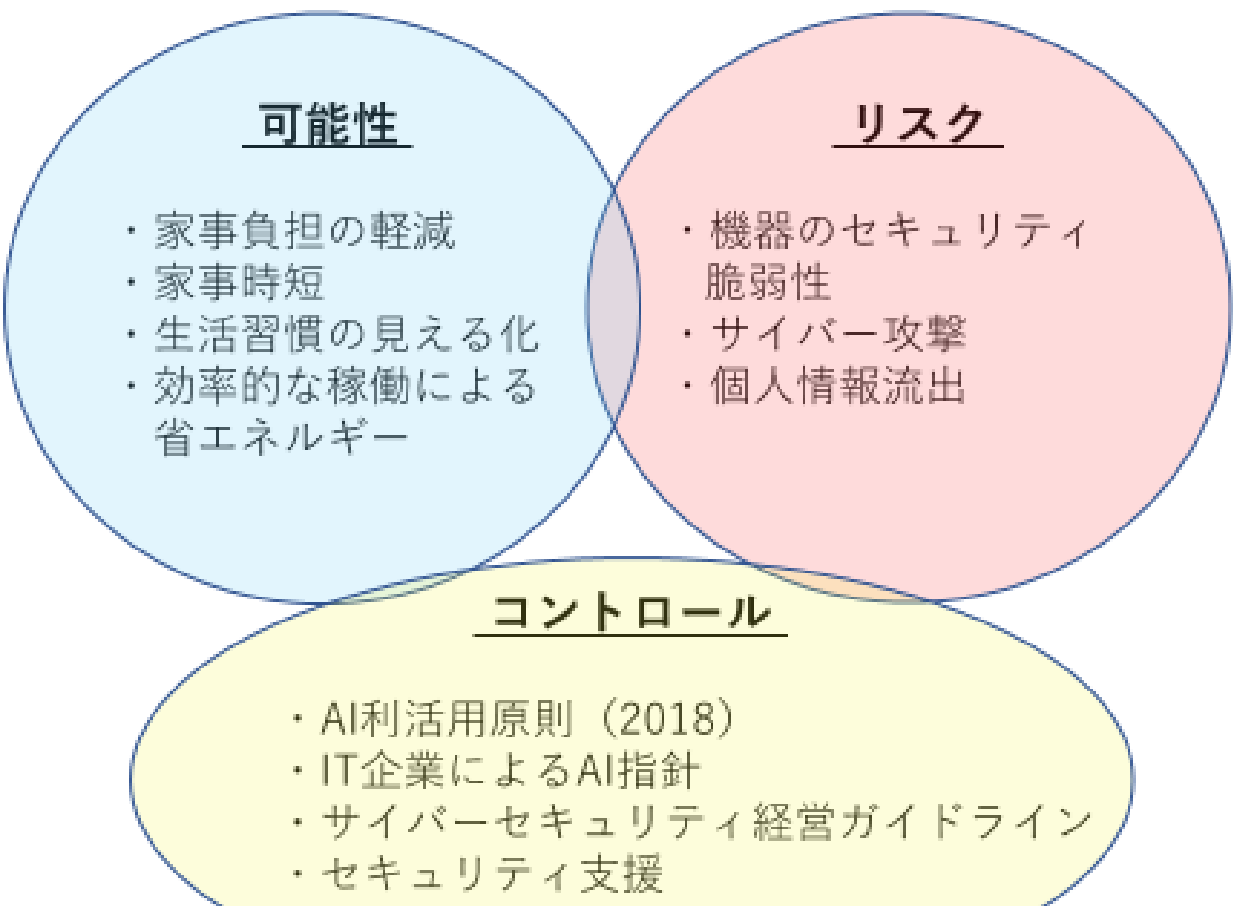 可能性
・家事負担の軽減
・家事時短
・生活習慣の見える化
・効率的な稼働による
省エネルギー
リスク
・機器のセキュリティ
脆弱性
・サイバー攻撃
・個人情報流出
コントロール
・AI利活用原則（2018）
・IT企業によるAI指針
・サイバーセキュリティ経営ガイドライン
・セキュリティ支援